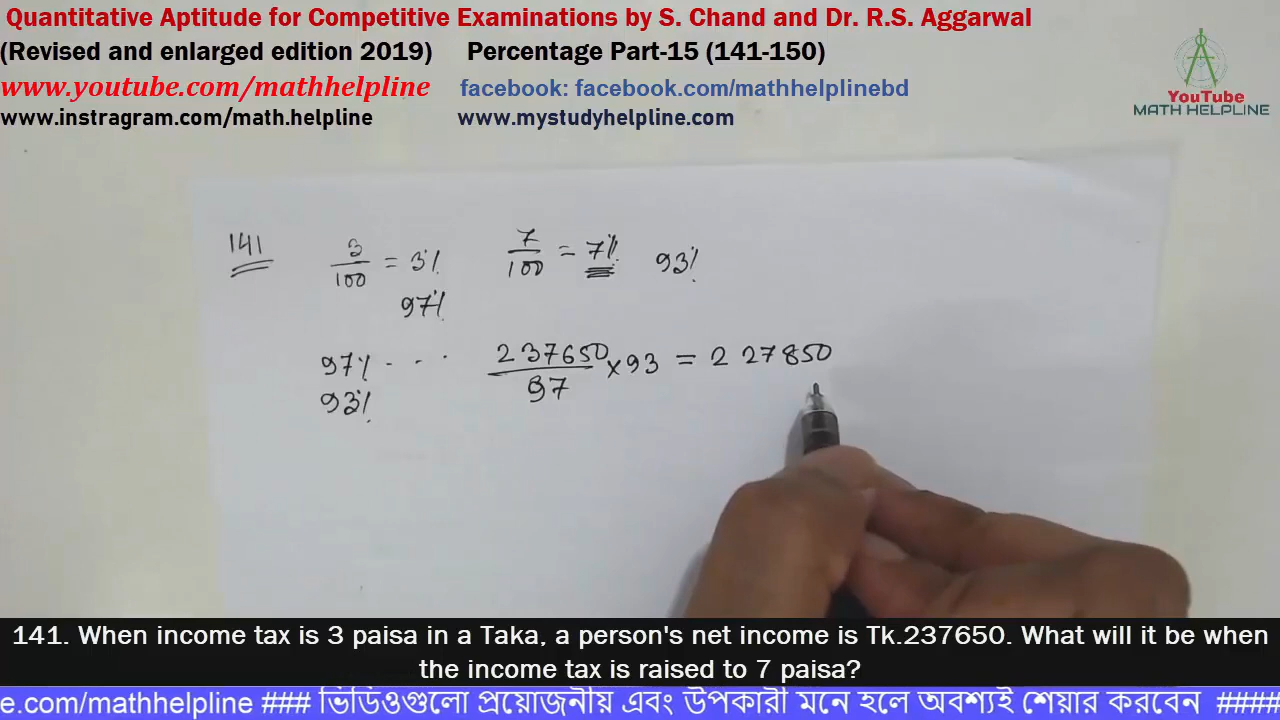 Quantitative Aptitude for Competitive Examinations by S. Chand and Dr. R.S. Aggarwal
(Revised and enlarged edition 2019) Percentage Part-15 (141-150)
www.youtube.com/mathhelpline facebook: facebook.com/mathhelplinebd
www.instragram.com/math.helpline www.mystudyhelpline.com
YouTube
MATH HELPLINE
141 3/100 = 3% 7/100 = 7% 93%
97%
97% - - - 237650/97 × 93 = 227850
93%
141. When income tax is 3 paisa in a Taka, a person's net income is Tk.237650. What will it be when
the income tax is raised to 7 paisa?
e.com/mathhelpline ### ভিডিওগুলো প্রয়োজনীয় এবং উপকারী মনে হলে অবশ্যই শেয়ার করবেন ####